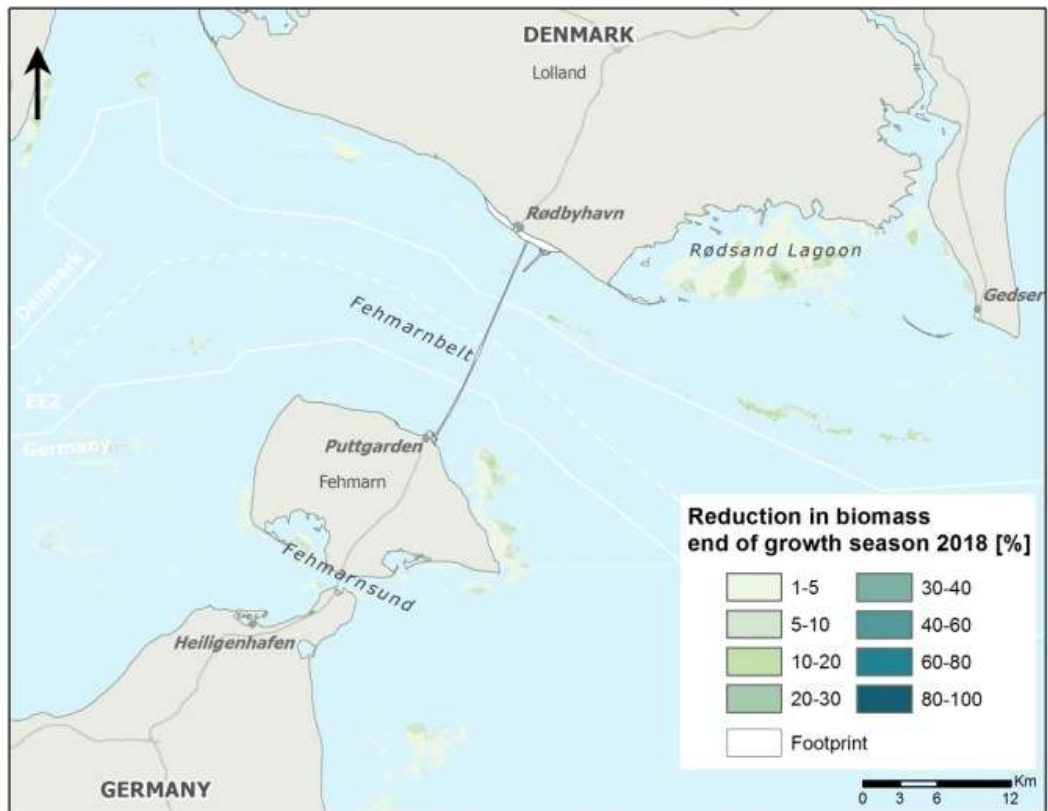 DENMARK
Lolland
Rødbyhavn
Rødsand Lagoon
Gedser
Denmark
Fehmarnbelt
EEZ
Germany
Puttgarden
Fehmarn
Fehmarnsund
Heiligenhafen
GERMANY
Reduction in biomass
end of growth season 2018 [%]
1-5
5-10
10-20
20-30
30-40
40-60
60-80
80-100
Footprint
Km
0 3 6 12